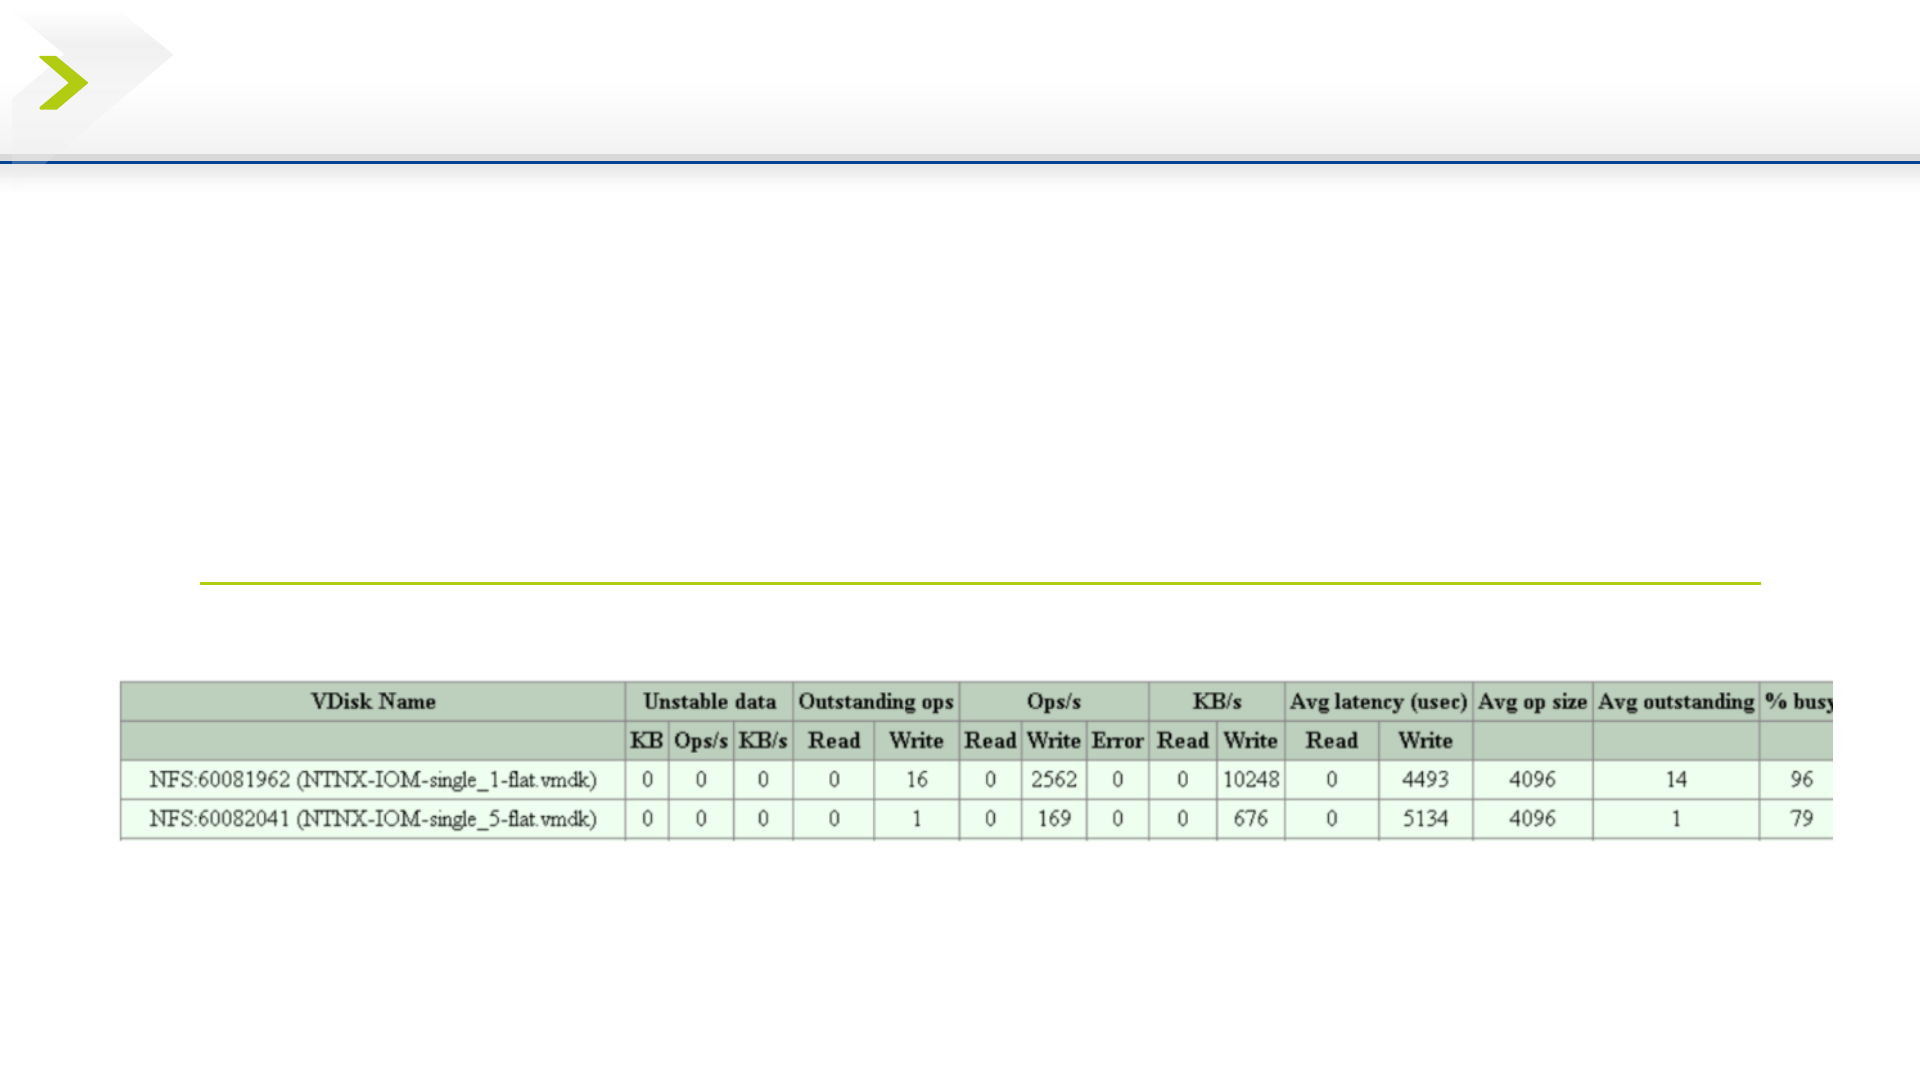 VDisk Name Unstable data Outstanding ops Ops/s KB/s Avg latency (usec) Avg op size Avg outstanding % busy
KB Ops/s KB/s Read Write Read Write Error Read Write Read Write
NFS:60081962 (NTNX-IOM-single_1-flat.vmdk) 0 0 0 0 16 0 2562 0 0 10248 0 4493 4096 14 96
NFS:60082041 (NTNX-IOM-single_5-flat.vmdk) 0 0 0 0 1 0 169 0 0 676 0 5134 4096 1 79